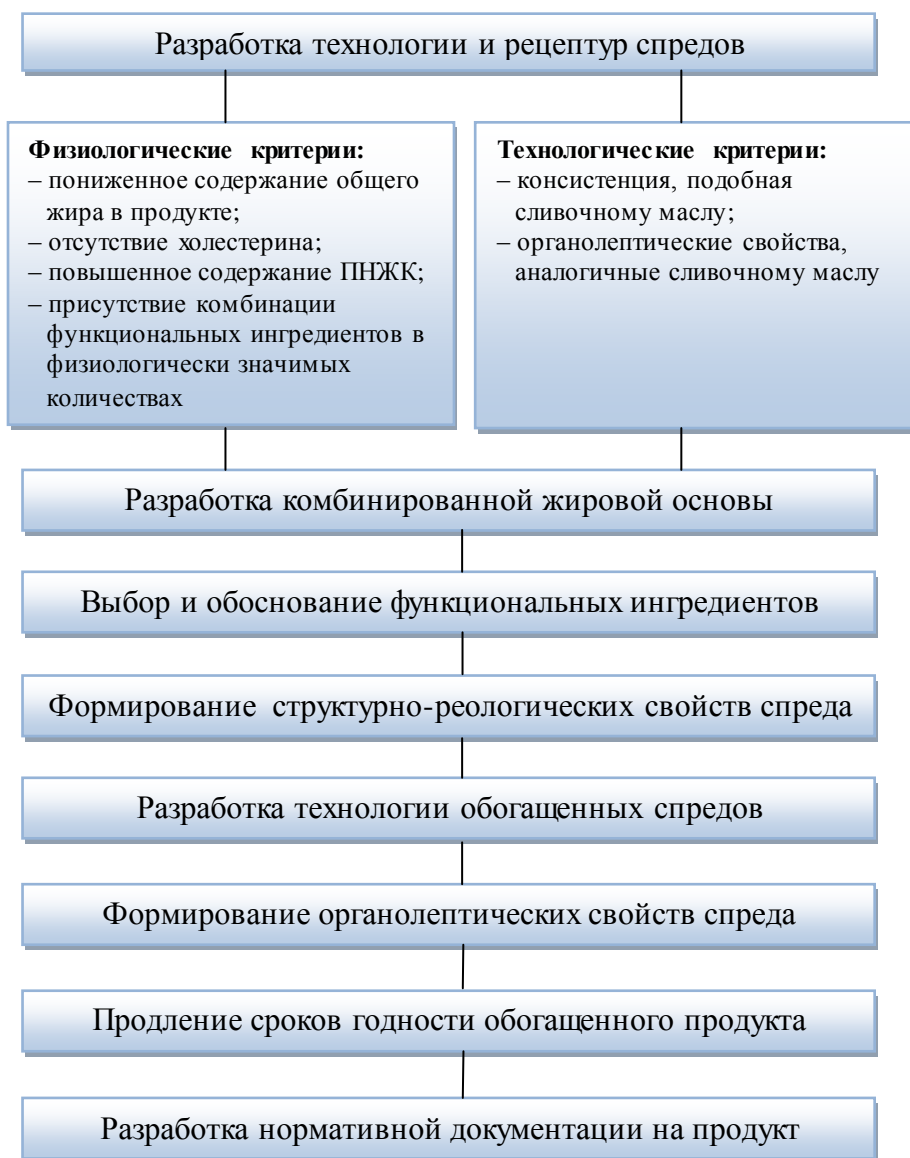 Разработка технологии и рецептур спредов
Физиологические критерии:
– пониженное содержание общего
жира в продукте;
– отсутствие холестерина;
– повышенное содержание ПНЖК;
– присутствие комбинации
функциональных ингредиентов в
физиологически значимых
количествах
Технологические критерии:
– консистенция, подобная
сливочному маслу;
– органолептические свойства,
аналогичные сливочному маслу
Разработка комбинированной жировой основы
Выбор и обоснование функциональных ингредиентов
Формирование структурно-реологических свойств спреда
Разработка технологии обогащенных спредов
Формирование органолептических свойств спреда
Продление сроков годности обогащенного продукта
Разработка нормативной документации на продукт